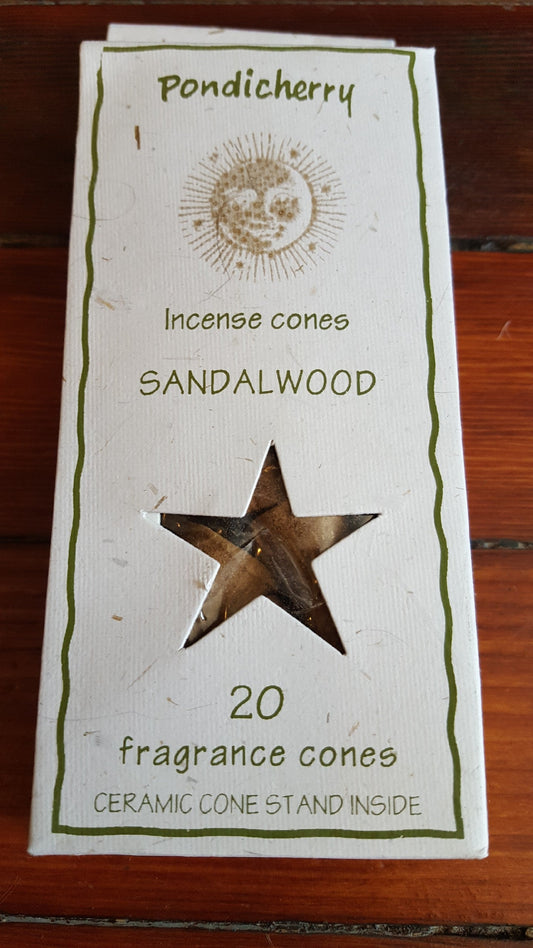 Pondicherry
Incense cones
SANDALWOOD
20
fragrance cones
CERAMIC CONE STAND INSIDE